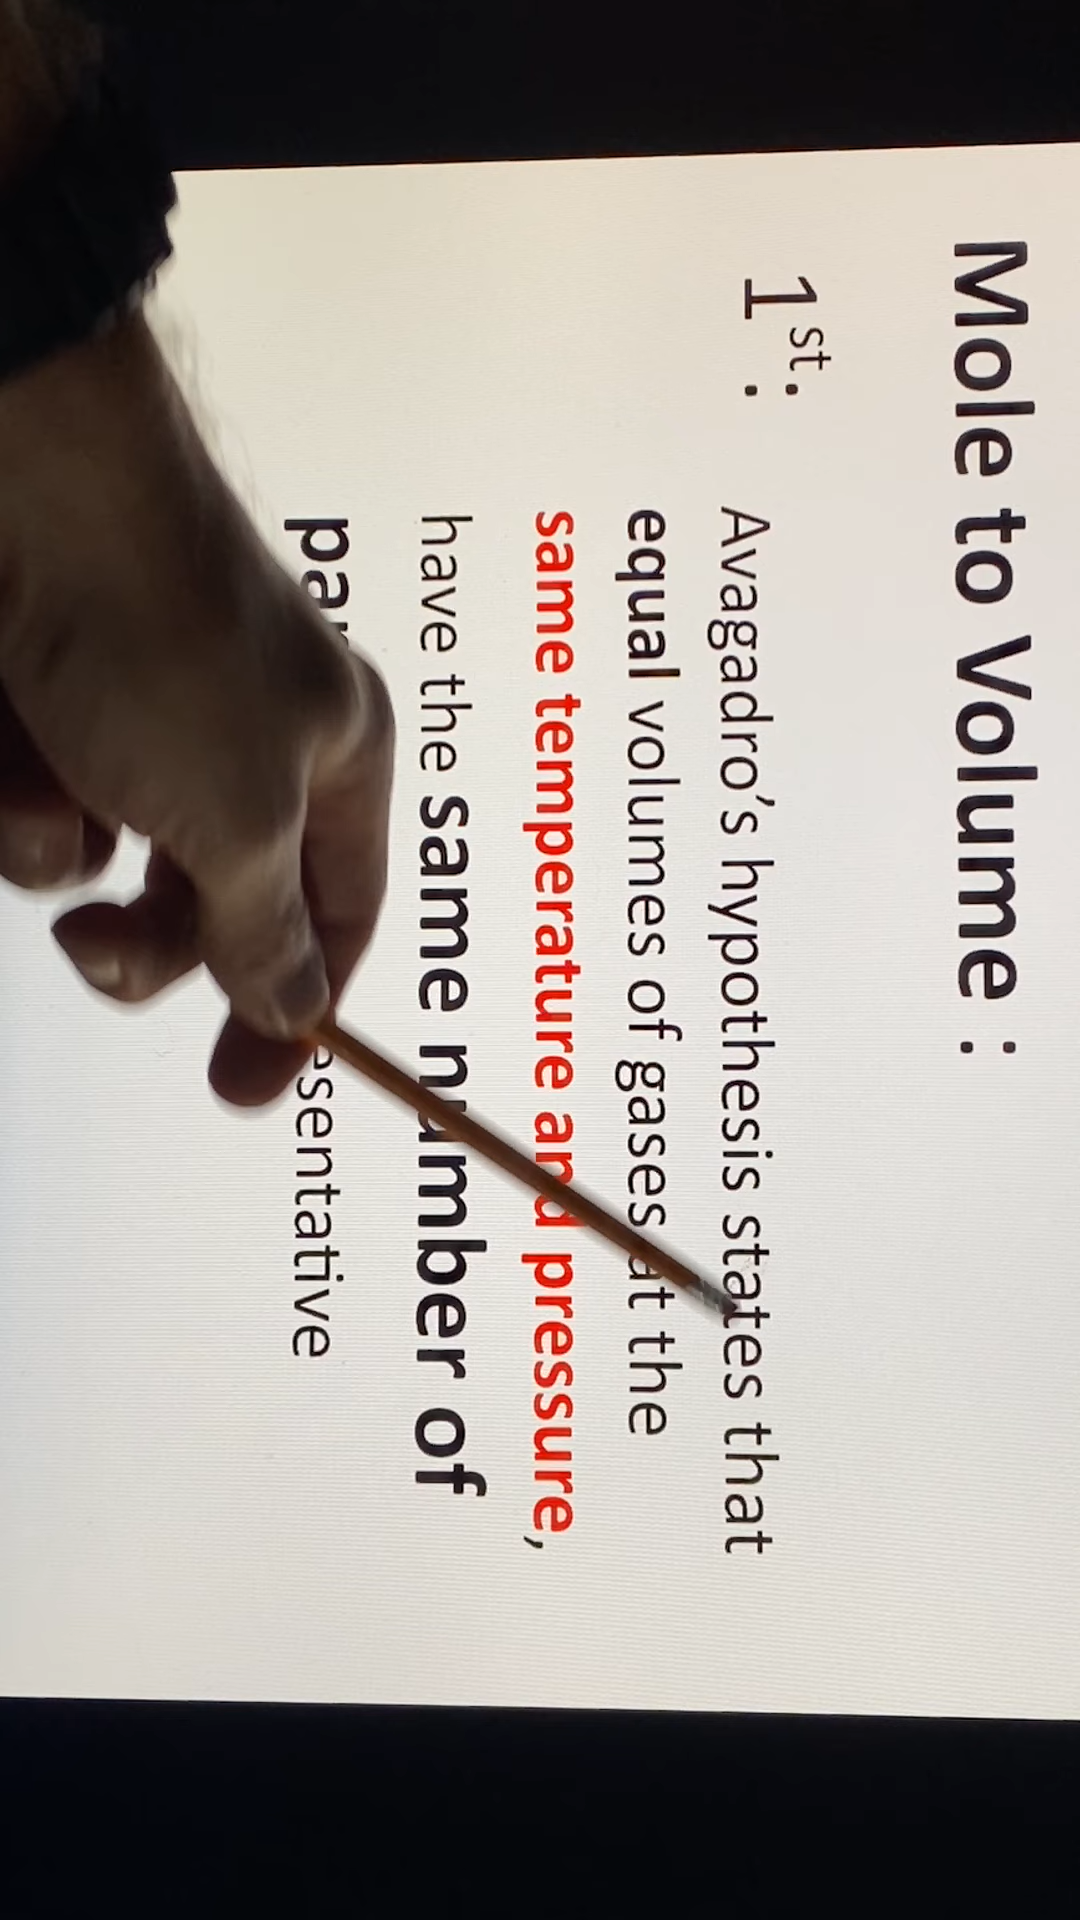 Mole to Volume :
1st. : Avagadro's hypothesis states that
equal volumes of gases at the
same temperature and pressure,
have the same number of